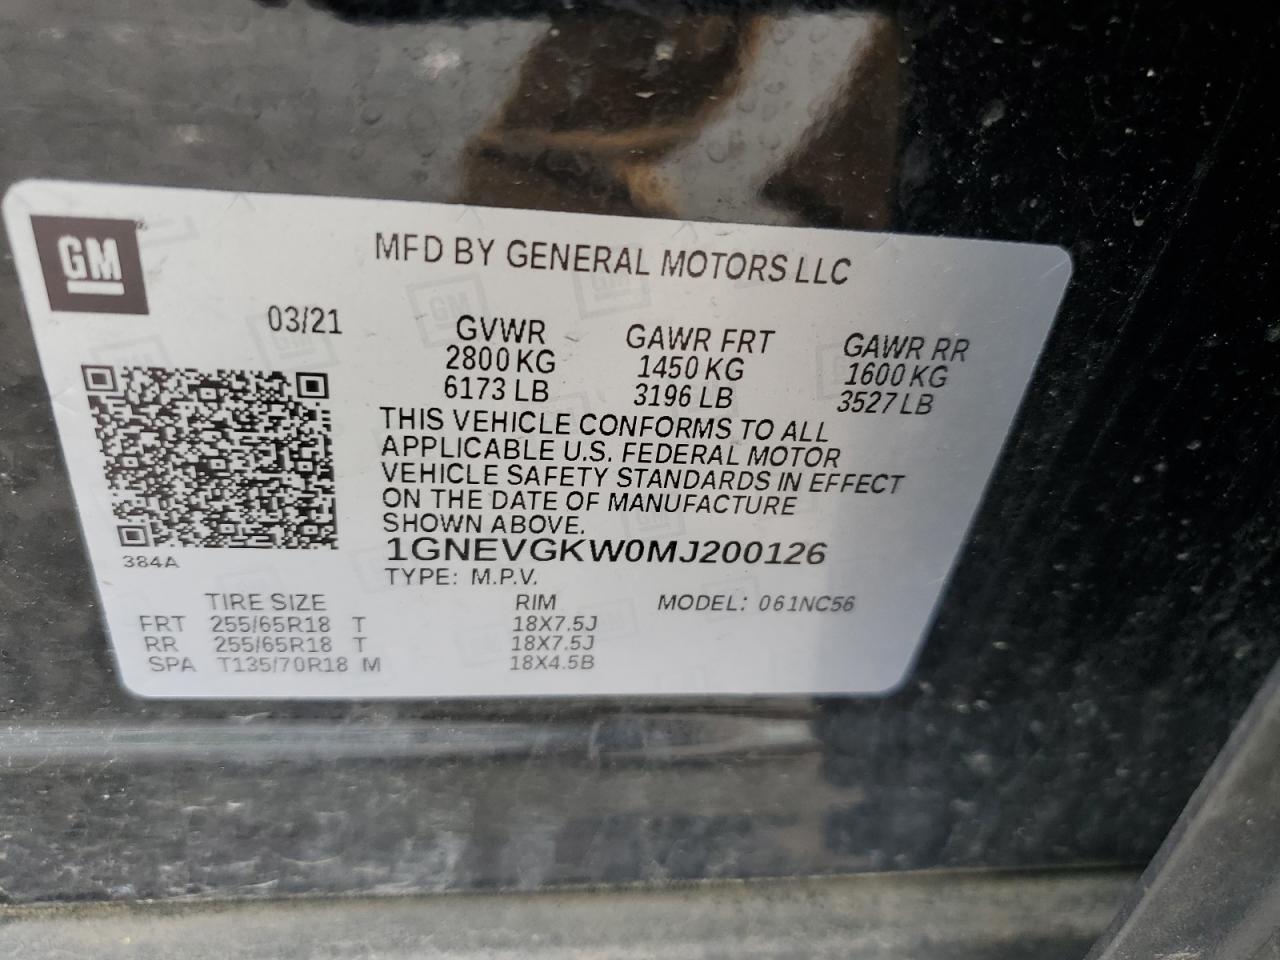 GM
MFD BY GENERAL MOTORS LLC
03/21
GVWR GAWR FRT GAWR RR
2800 KG 1450 KG 1600 KG
6173 LB 3196 LB 3527 LB
THIS VEHICLE CONFORMS TO ALL
APPLICABLE U.S. FEDERAL MOTOR
VEHICLE SAFETY STANDARDS IN EFFECT
ON THE DATE OF MANUFACTURE
SHOWN ABOVE.
1GNEVGKW0MJ200126
384A
TYPE: M.P.V.
TIRE SIZE RIM MODEL: 061NC56
FRT 255/65R18 T 18X7.5J
RR 255/65R18 T 18X7.5J
SPA T135/70R18 M 18X4.5B